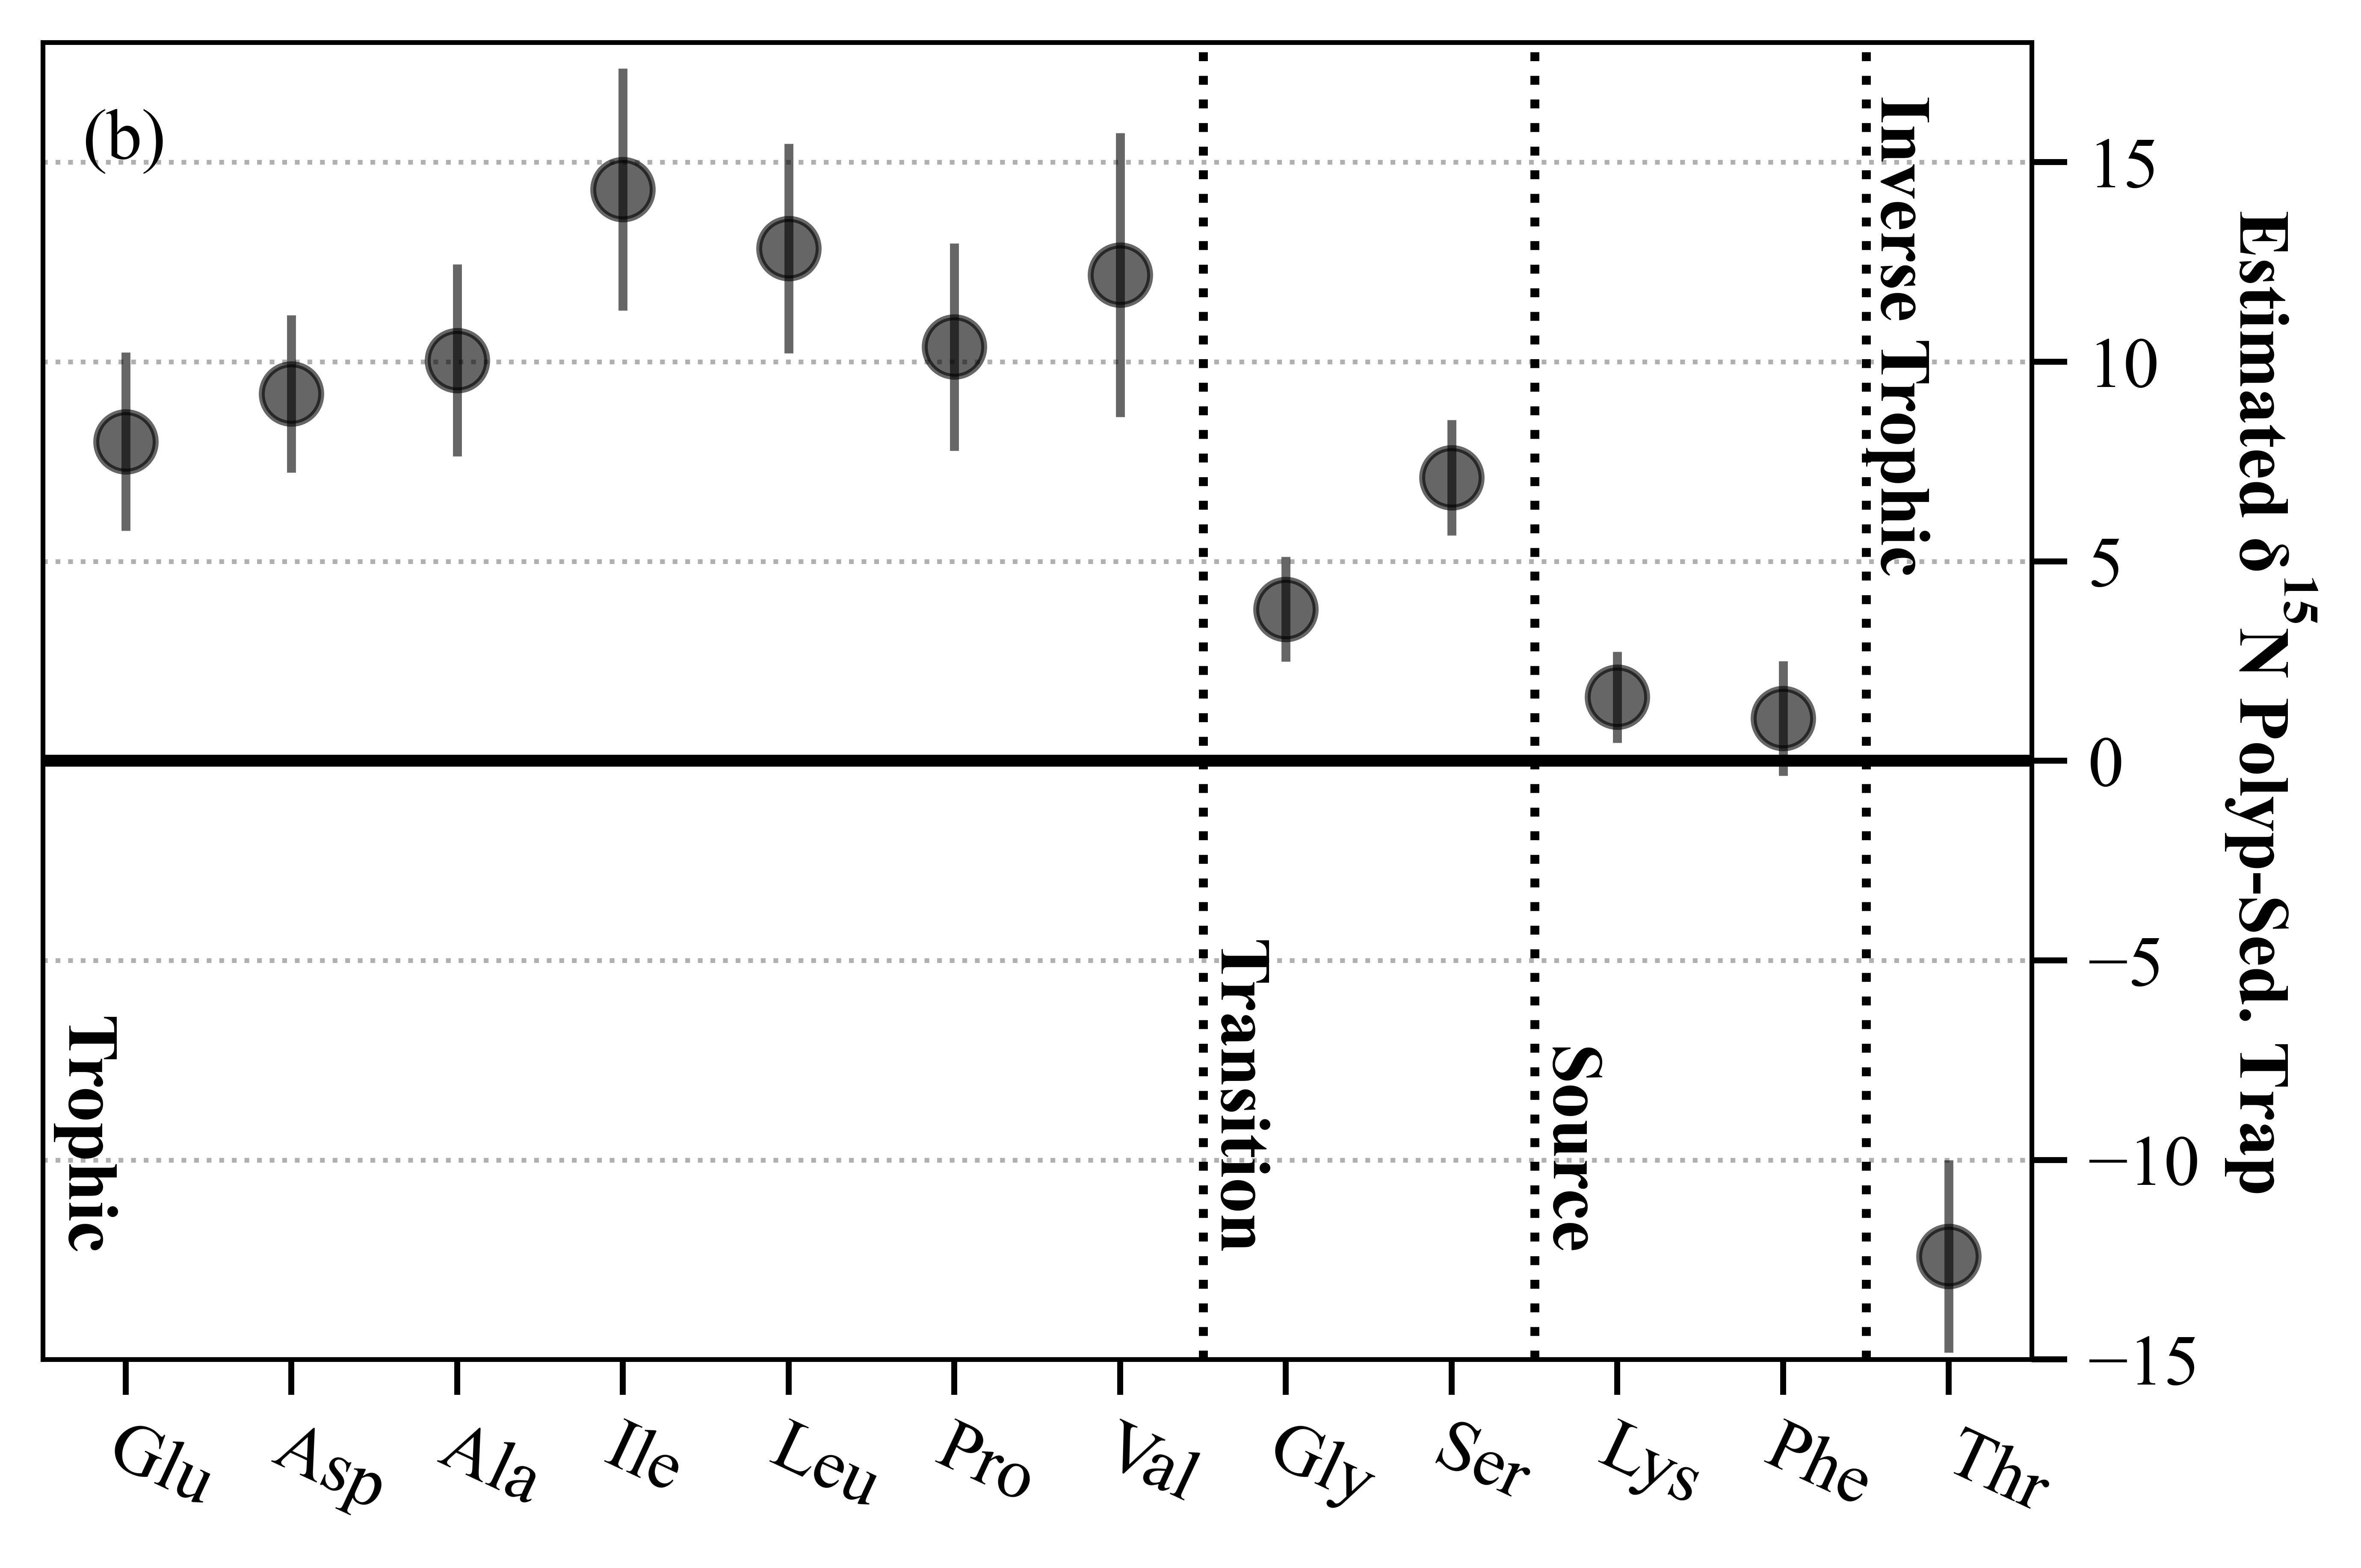 (b)
Inverse Trophic
Trophic
Transition
Source
15
10
5
0
−5
−10
−15
Estimated δ¹⁵N Polyp-Sed. Trap
Glu
Asp
Ala
Ile
Leu
Pro
Val
Gly
Ser
Lys
Phe
Thr